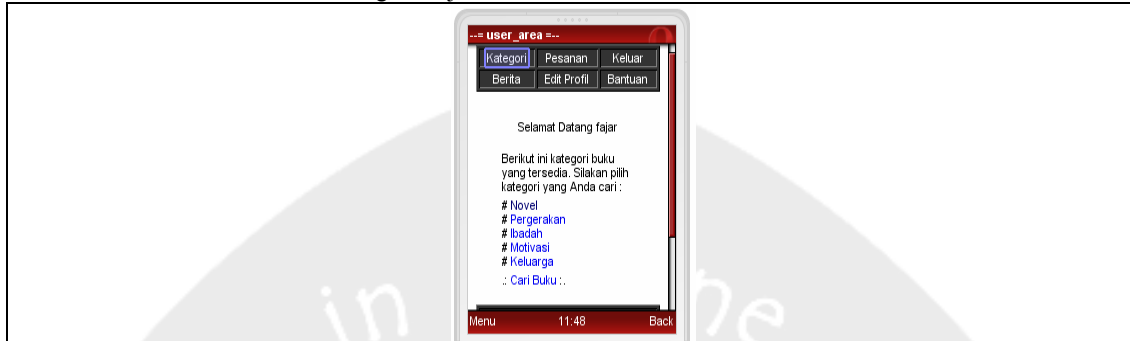 --= user_area =--
Kategori Pesanan Keluar
Berita Edit Profil Bantuan
Selamat Datang fajar
Berikut ini kategori buku
yang tersedia. Silakan pilih
kategori yang Anda cari :
# Novel
# Pergerakan
# Ibadah
# Motivasi
# Keluarga
.: Cari Buku :.
Menu 11:48 Back
in